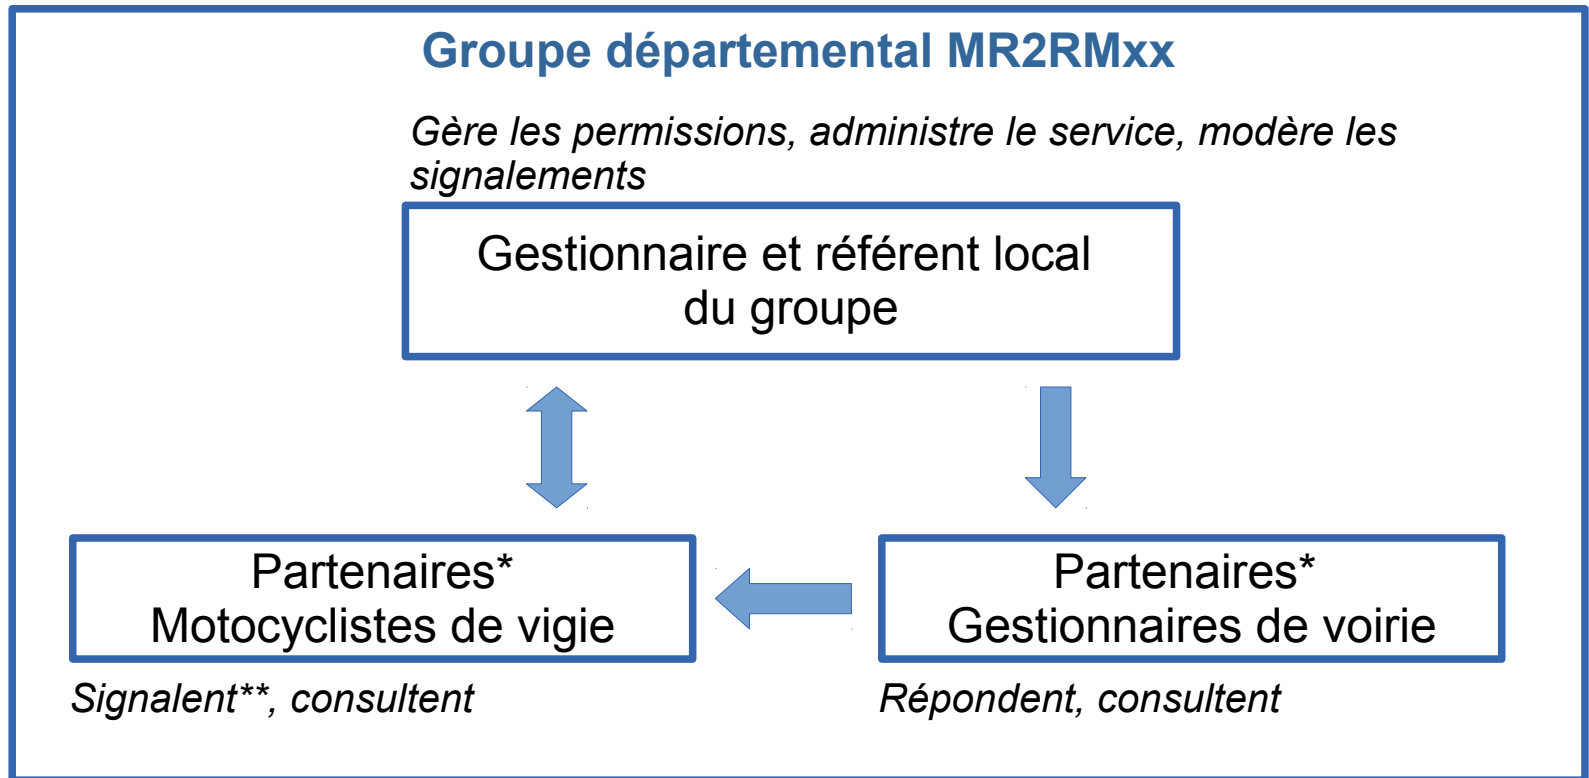 Groupe départemental MR2RMxx
Gère les permissions, administre le service, modère les
signalements
Gestionnaire et référent local
du groupe
Partenaires*
Motocyclistes de vigie
Signalent**, consultent
Partenaires*
Gestionnaires de voirie
Répondent, consultent